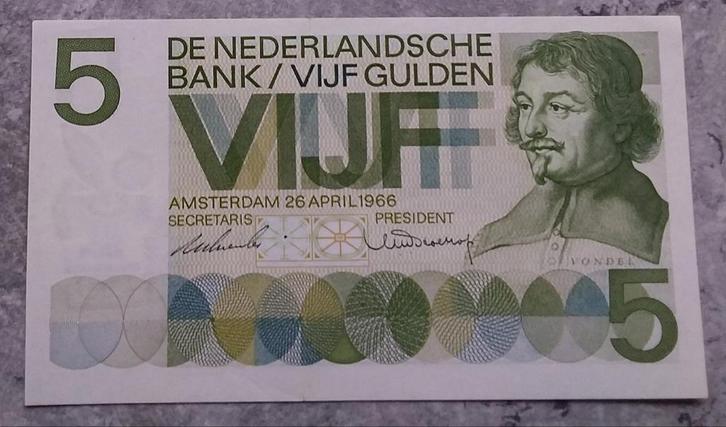 5
DE NEDERLANDSCHE
BANK / VIJF GULDEN
VIJF
AMSTERDAM 26 APRIL 1966
SECRETARIS PRESIDENT
VONDEL
5